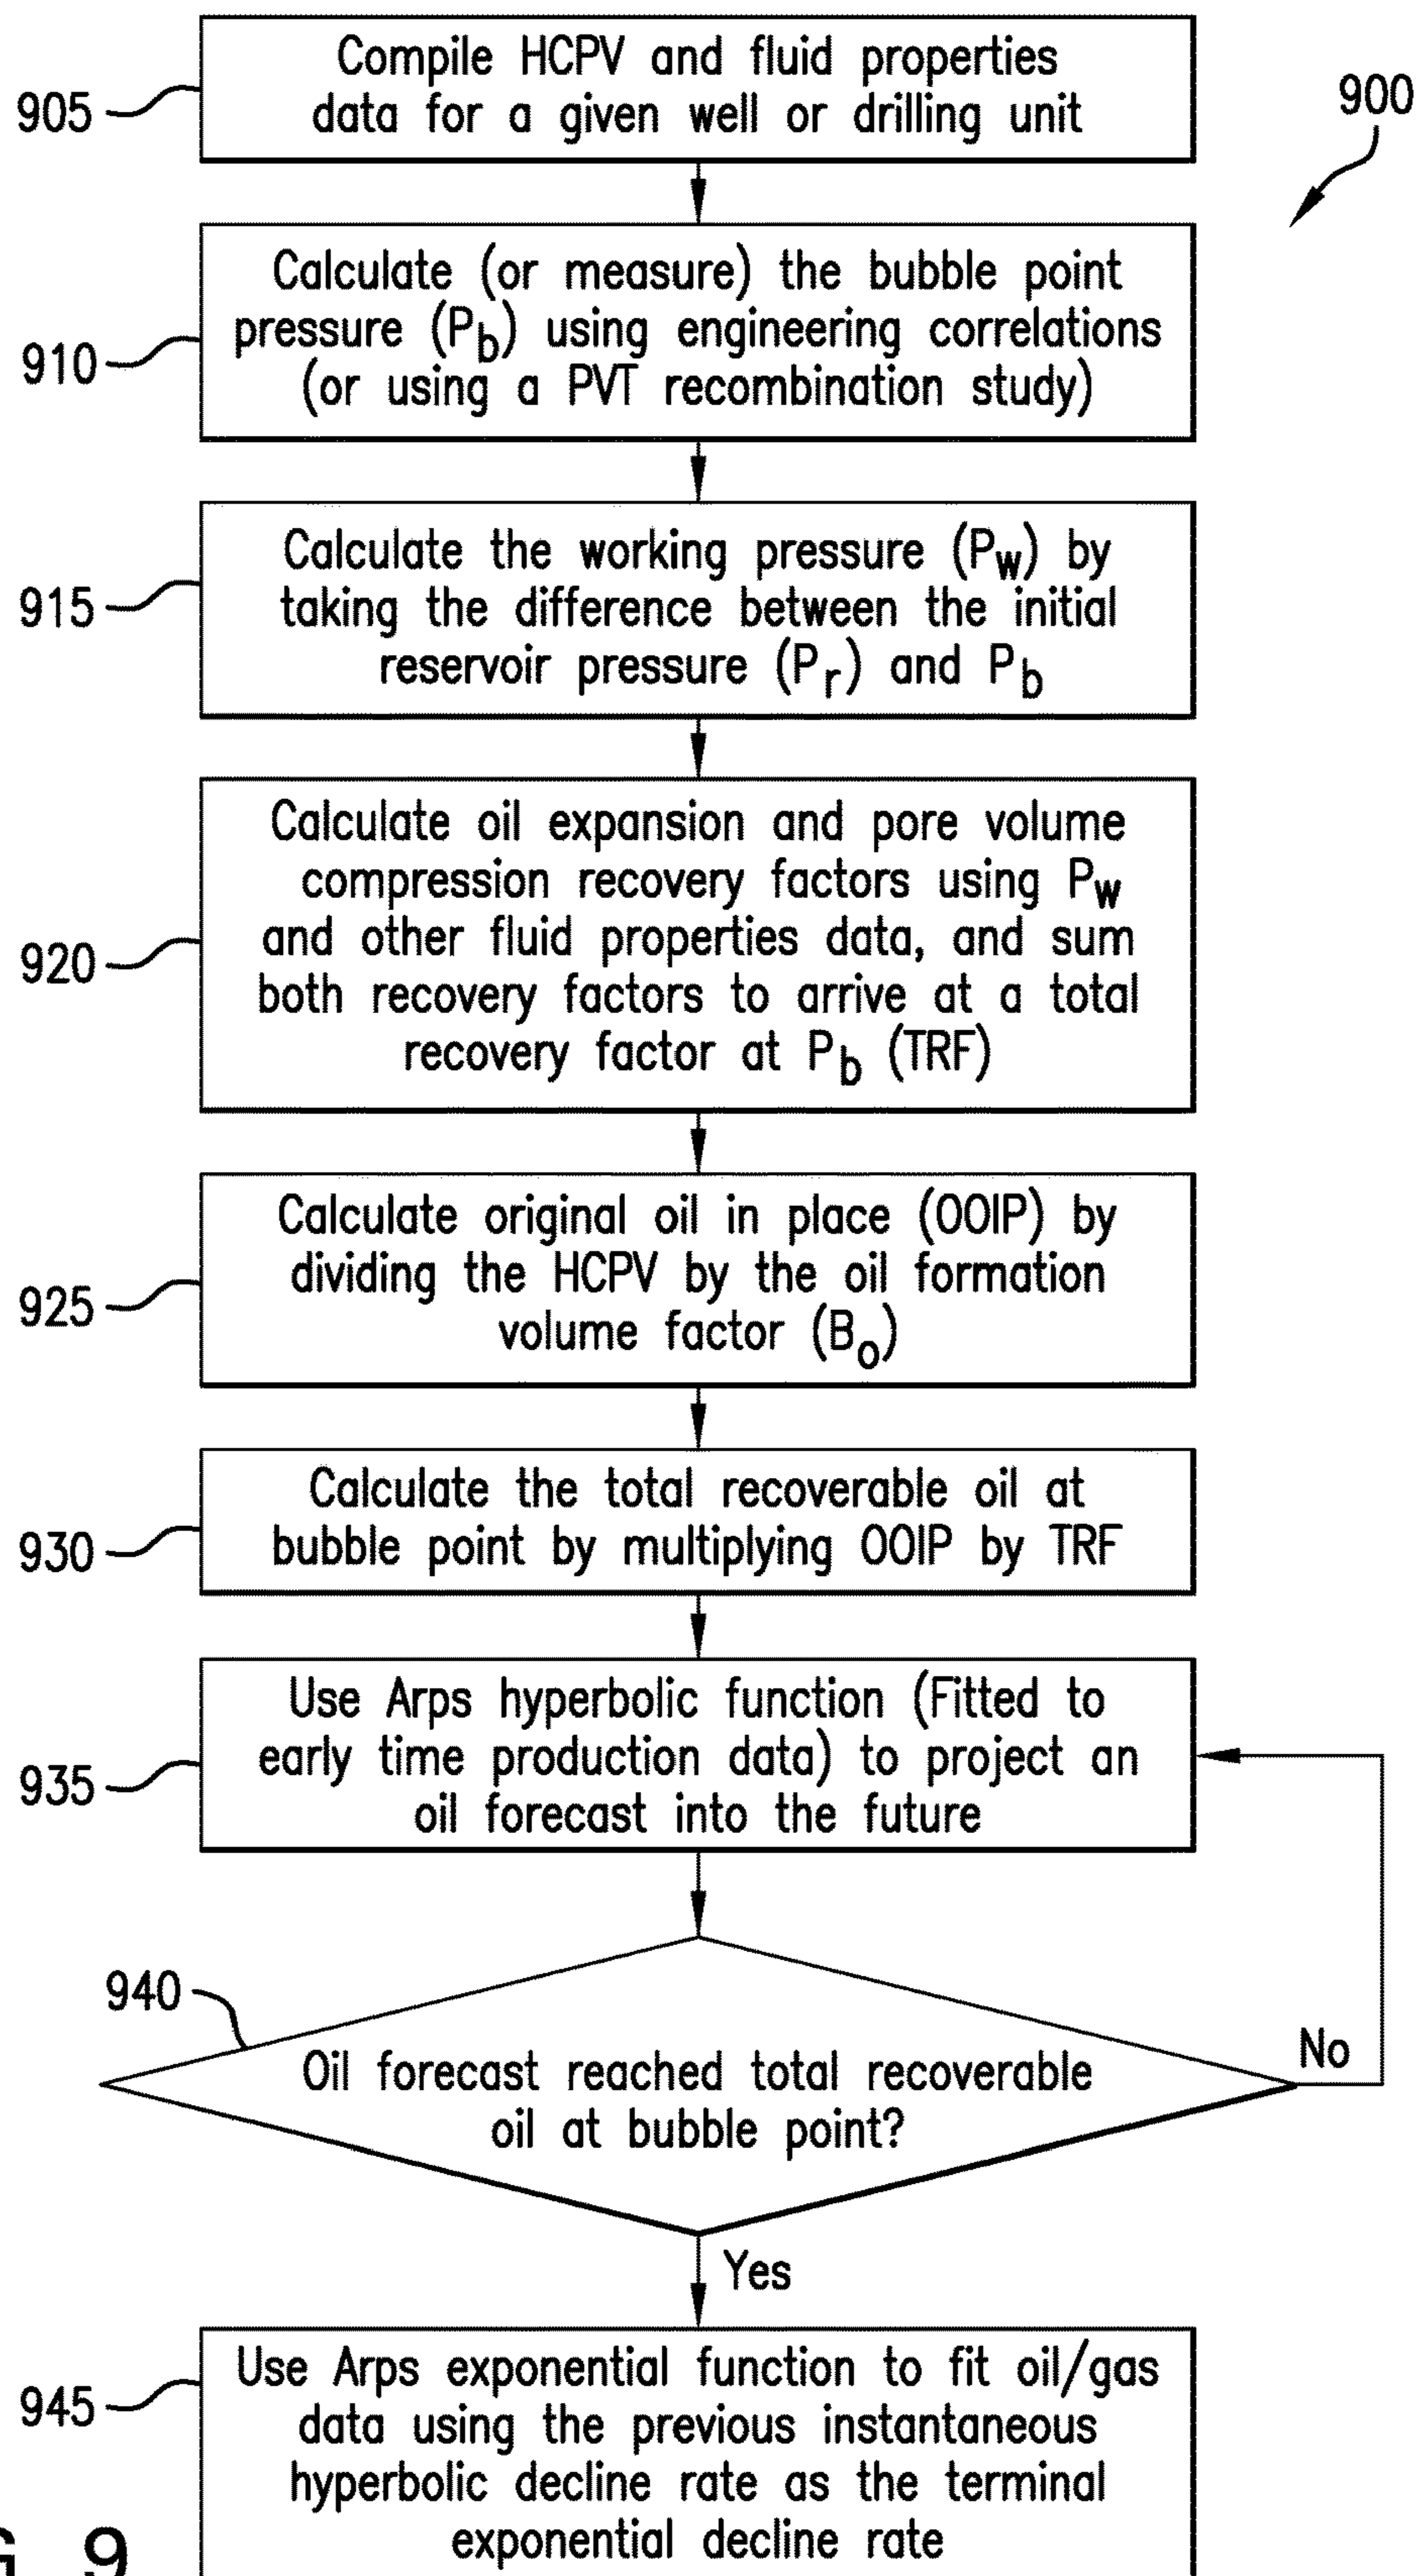 Compile HCPV and fluid properties
data for a given well or drilling unit
905
900
Calculate (or measure) the bubble point
pressure (Pb) using engineering correlations
(or using a PVT recombination study)
910
Calculate the working pressure (Pw) by
taking the difference between the initial
reservoir pressure (Pr) and Pb
915
Calculate oil expansion and pore volume
compression recovery factors using Pw
and other fluid properties data, and sum
both recovery factors to arrive at a total
recovery factor at Pb (TRF)
920
Calculate original oil in place (OOIP) by
dividing the HCPV by the oil formation
volume factor (Bo)
925
Calculate the total recoverable oil at
bubble point by multiplying OOIP by TRF
930
Use Arps hyperbolic function (Fitted to
early time production data) to project an
oil forecast into the future
935
940
Oil forecast reached total recoverable
oil at bubble point?
No
Yes
Use Arps exponential function to fit oil/gas
data using the previous instantaneous
hyperbolic decline rate as the terminal
exponential decline rate
945
9